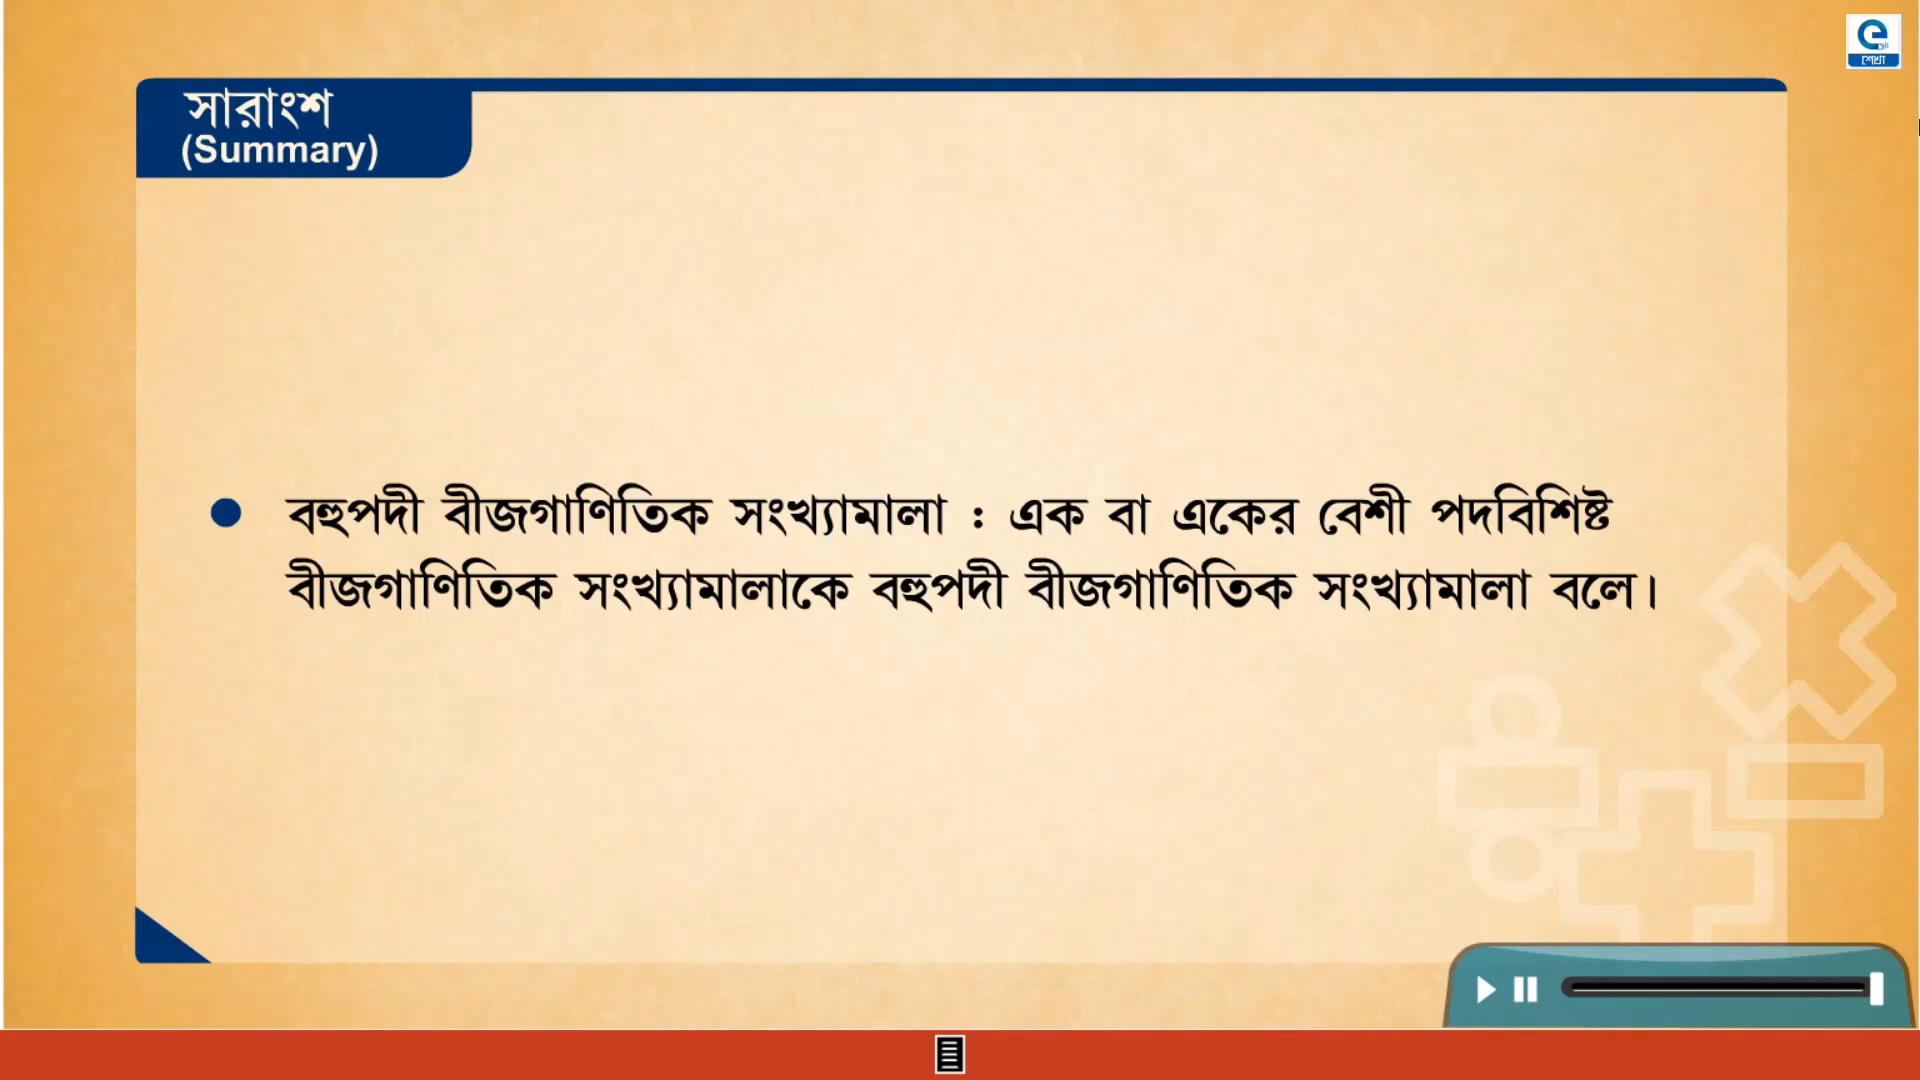 সারাংশ
(Summary)
বহুপদী বীজগাণিতিক সংখ্যামালা : এক বা একের বেশী পদবিশিষ্ট
বীজগাণিতিক সংখ্যামালাকে বহুপদী বীজগাণিতিক সংখ্যামালা বলে।